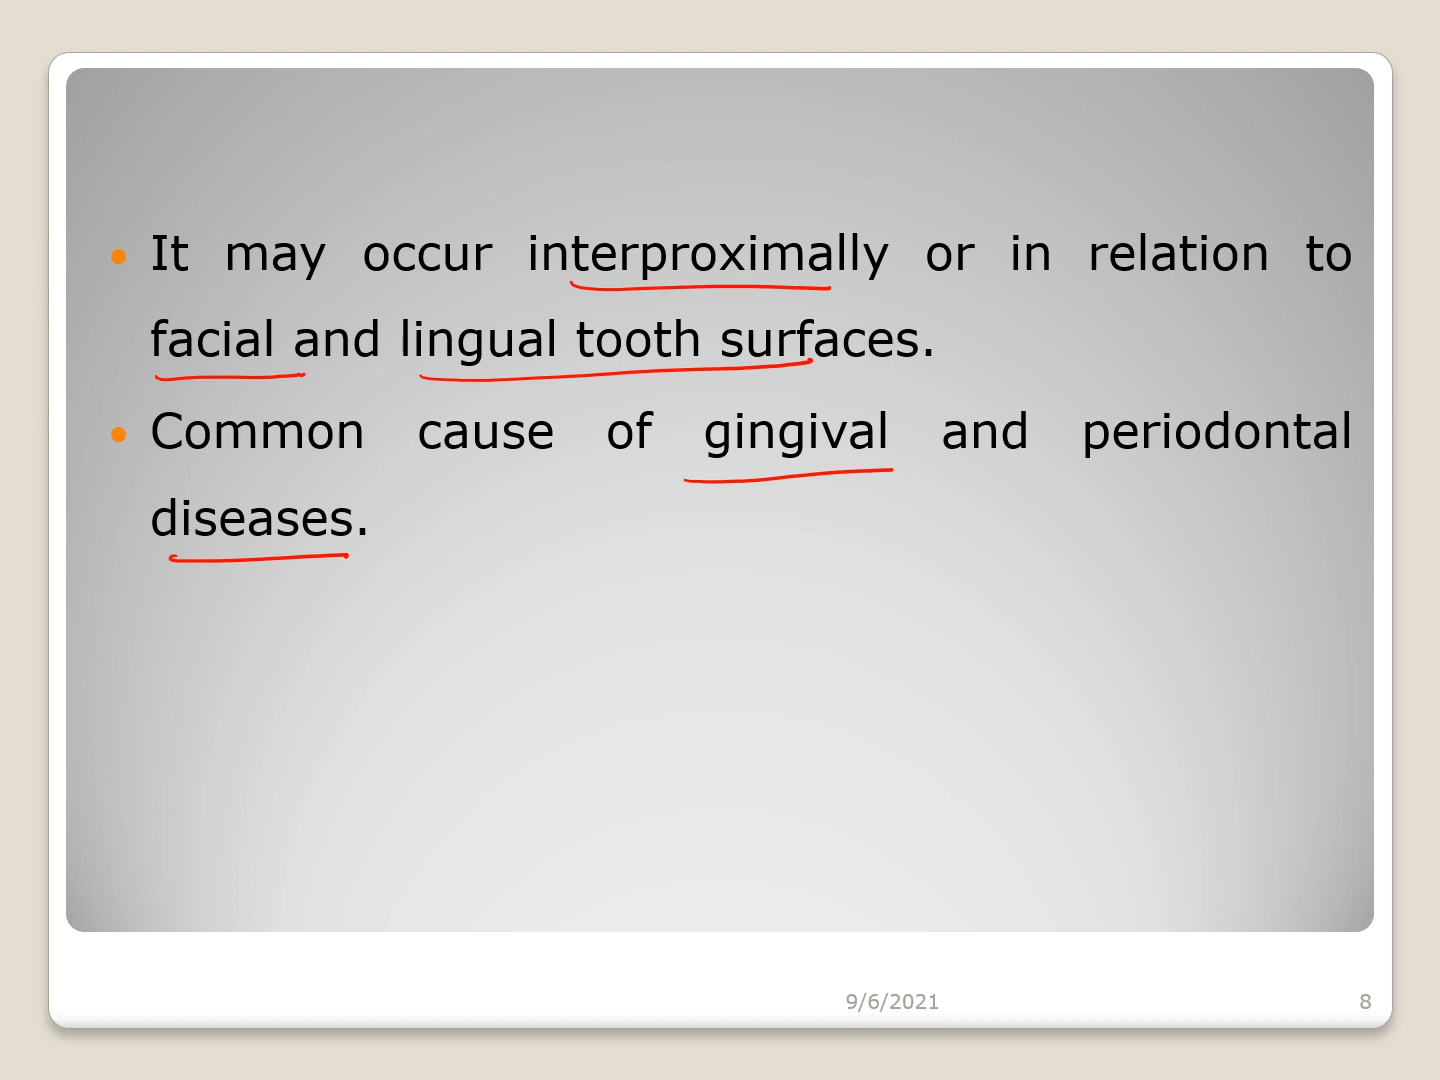 It may occur interproximally or in relation to
facial and lingual tooth surfaces.
Common cause of gingival and periodontal
diseases.
9/6/2021 8